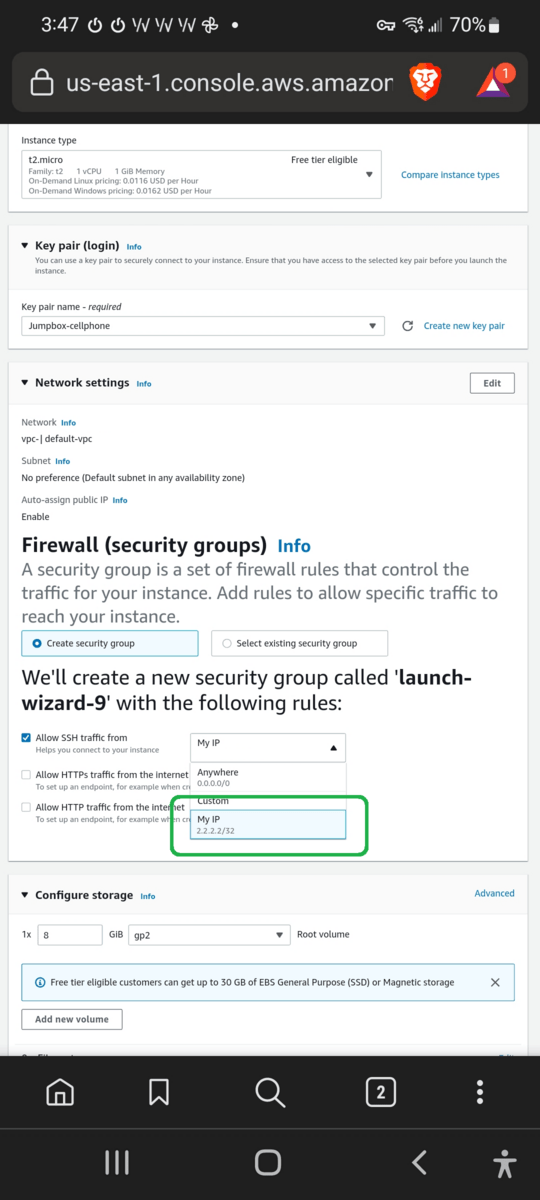 3:47
70%
us-east-1.console.aws.amazon
1
Instance type
t2.micro Free tier eligible
Family: t2 1 vCPU 1 GiB Memory
On-Demand Linux pricing: 0.0116 USD per Hour
On-Demand Windows pricing: 0.0162 USD per Hour
Compare instance types
Key pair (login) Info
You can use a key pair to securely connect to your instance. Ensure that you have access to the selected key pair before you launch the
instance.
Key pair name - required
Jumpbox-cellphone
Create new key pair
Network settings Info
Edit
Network Info
vpc-| default-vpc
Subnet Info
No preference (Default subnet in any availability zone)
Auto-assign public IP Info
Enable
Firewall (security groups) Info
A security group is a set of firewall rules that control the
traffic for your instance. Add rules to allow specific traffic to
reach your instance.
Create security group
Select existing security group
We'll create a new security group called 'launch-
wizard-9' with the following rules:
Allow SSH traffic from
Helps you connect to your instance
My IP
Anywhere
0.0.0.0/0
Custom
My IP
2.2.2.2/32
Allow HTTPs traffic from the internet
To set up an endpoint, for example when cr
Allow HTTP traffic from the internet
To set up an endpoint, for example when cr
Configure storage Info
Advanced
1x 8 GiB gp2 Root volume
Free tier eligible customers can get up to 30 GB of EBS General Purpose (SSD) or Magnetic storage
Add new volume
2